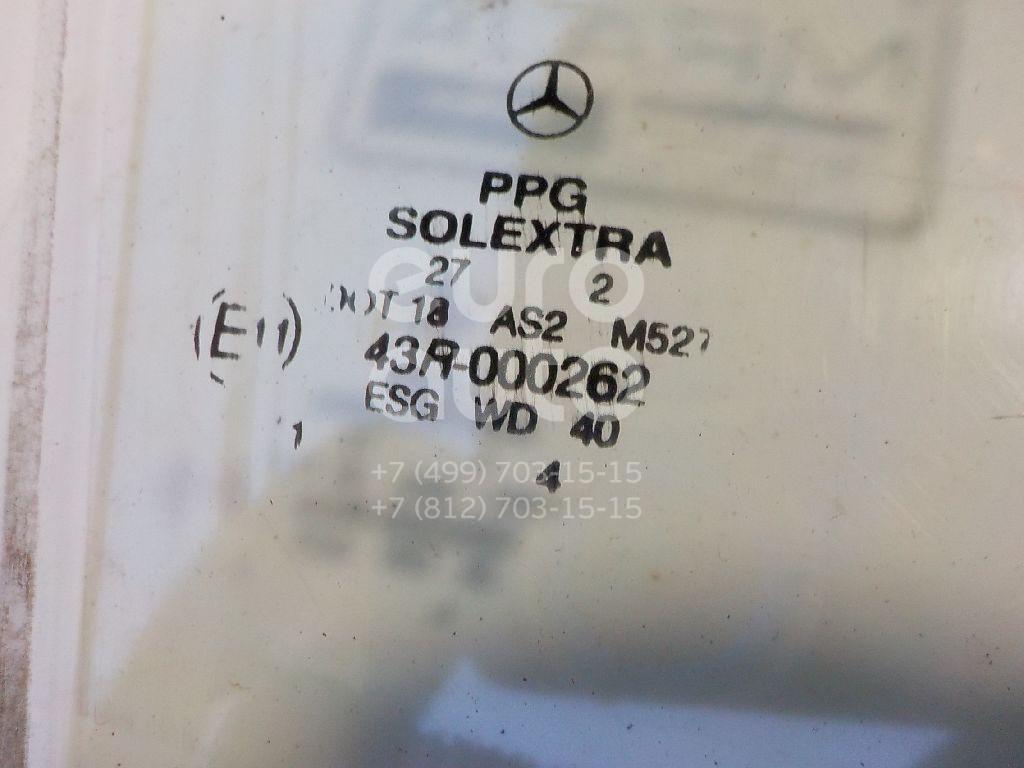 PPG
SOLEXTRA
27 2
DOT 18 AS2 M527
E11
43R-000262
ESG WD 40
1
4
euro
auto
+7 (499) 703-15-15
+7 (812) 703-15-15